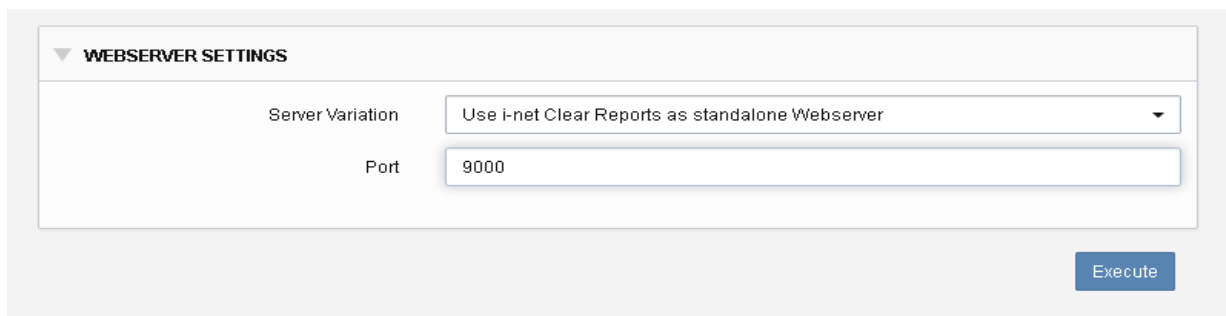 WEBSERVER SETTINGS
Server Variation Use i-net Clear Reports as standalone Webserver
Port 9000
Execute